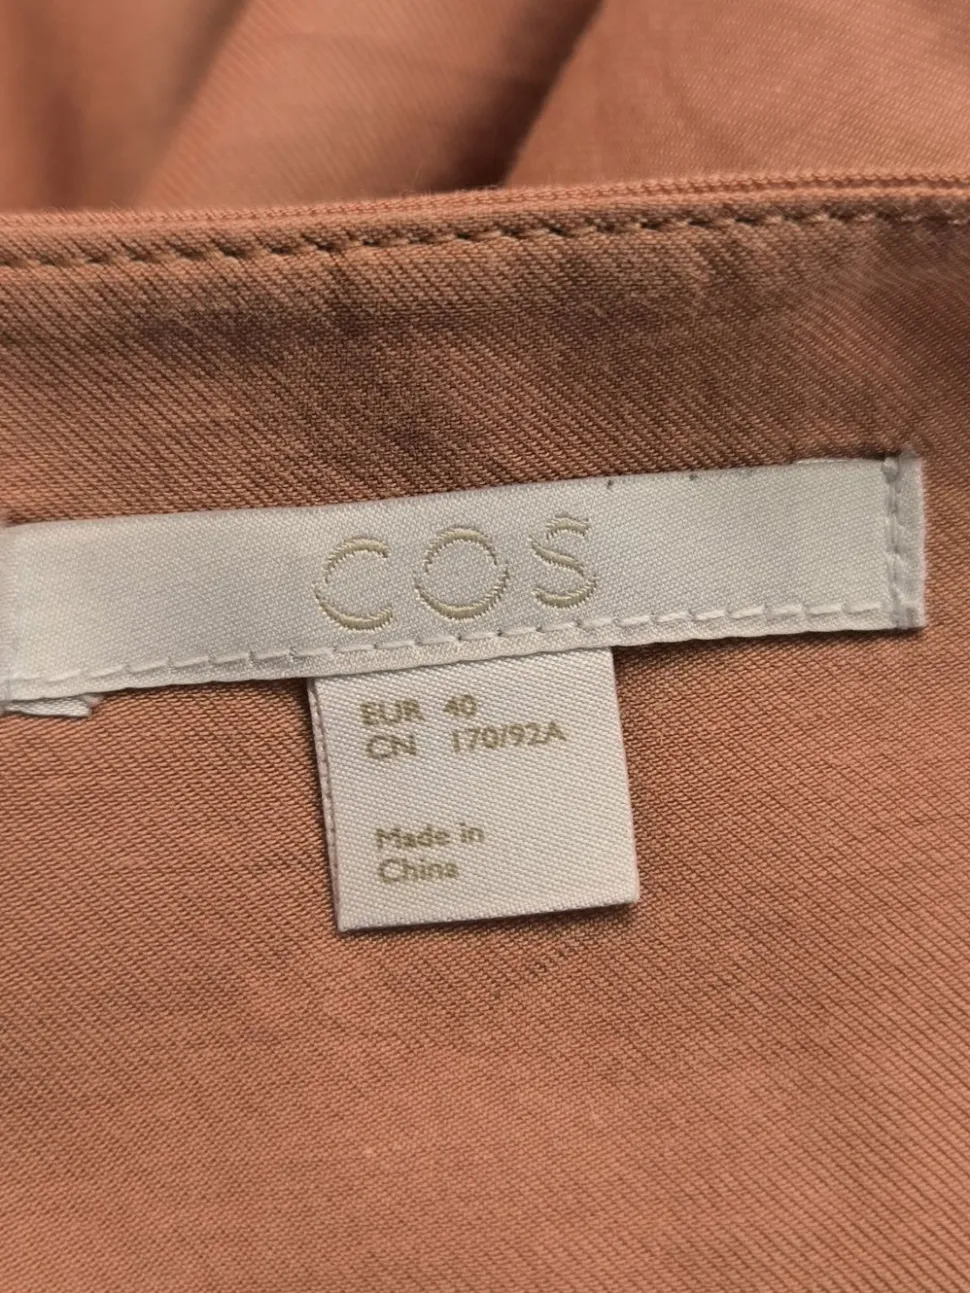 COS
EUR 40
CN 170/92A
Made in
China